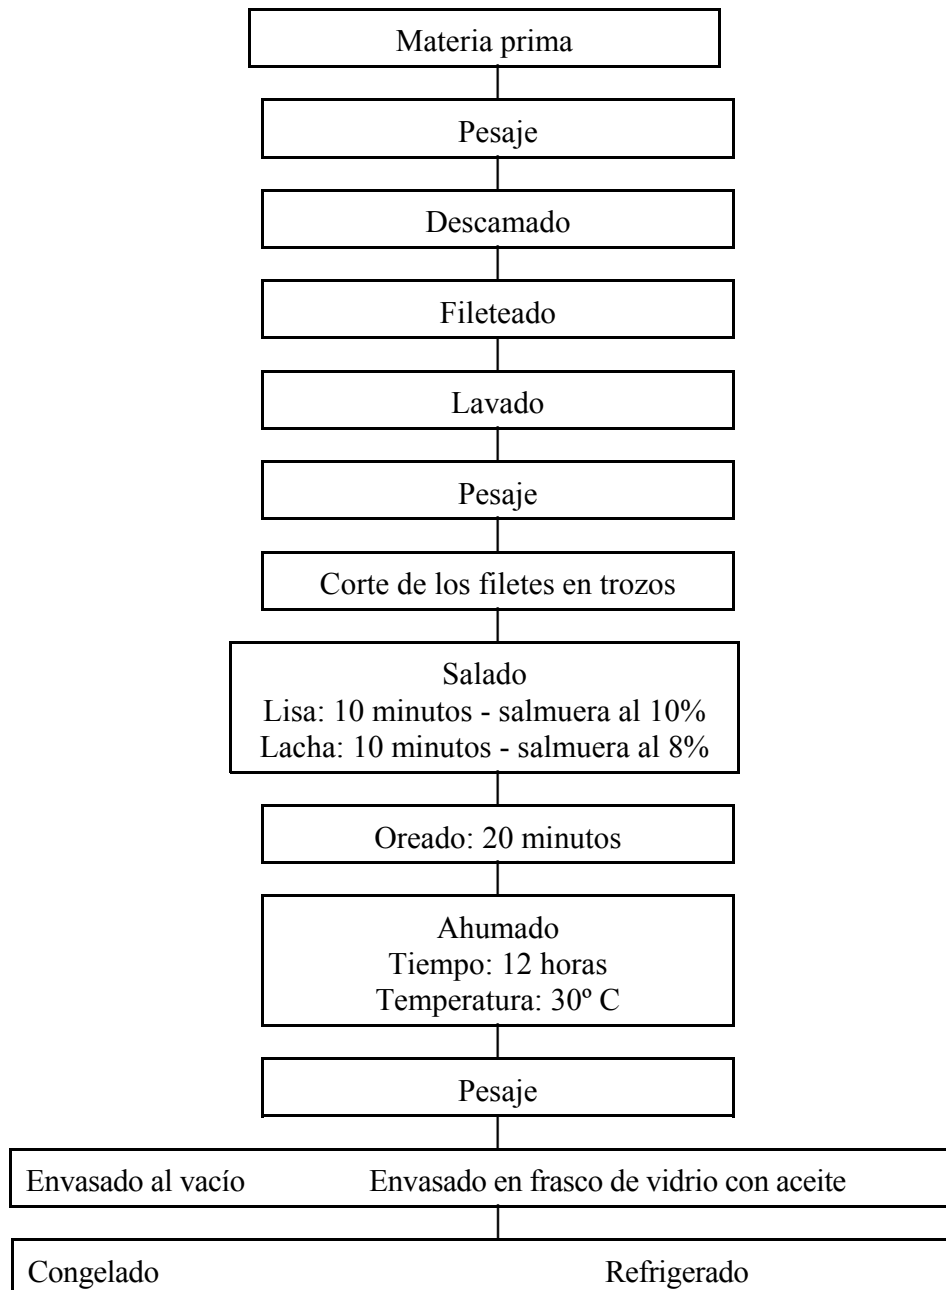 Materia prima
Pesaje
Descamado
Fileteado
Lavado
Pesaje
Corte de los filetes en trozos
Salado
Lisa: 10 minutos - salmuera al 10%
Lacha: 10 minutos - salmuera al 8%
Oreado: 20 minutos
Ahumado
Tiempo: 12 horas
Temperatura: 30º C
Pesaje
Envasado al vacío Envasado en frasco de vidrio con aceite
Congelado Refrigerado